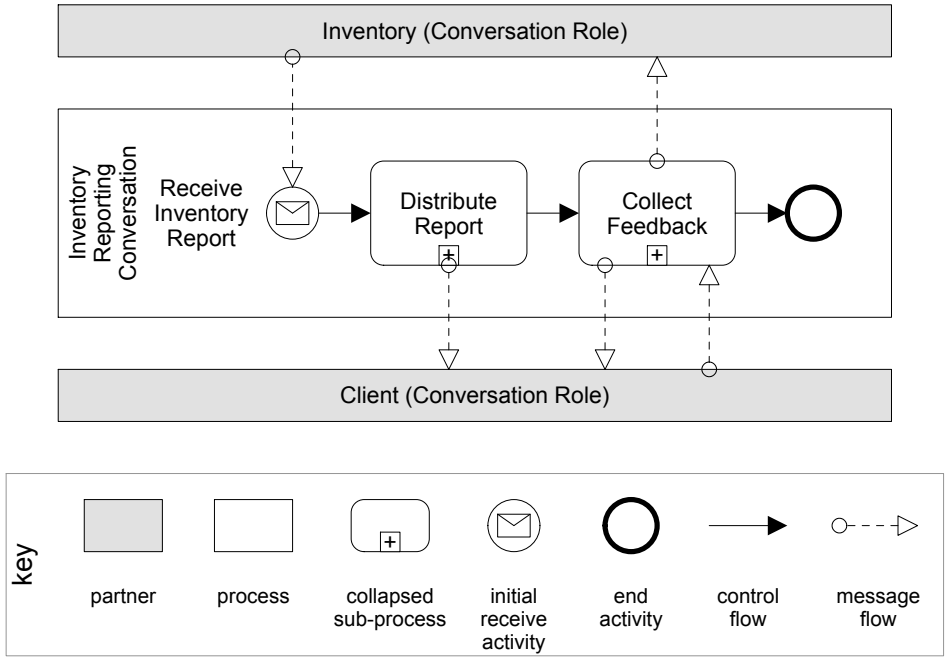 Inventory (Conversation Role)
Inventory
Reporting
Conversation
Receive
Inventory
Report
Distribute
Report
Collect
Feedback
Client (Conversation Role)
key
partner
process
collapsed
sub-process
initial
receive
activity
end
activity
control
flow
message
flow